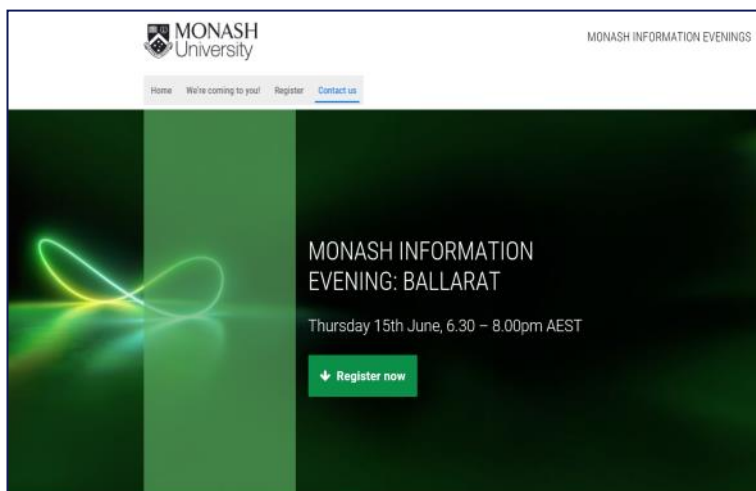 MONASH
University
MONASH INFORMATION EVENINGS
Home We're coming to you! Register Contact us
MONASH INFORMATION
EVENING: BALLARAT
Thursday 15th June, 6.30 – 8.00pm AEST
Register now